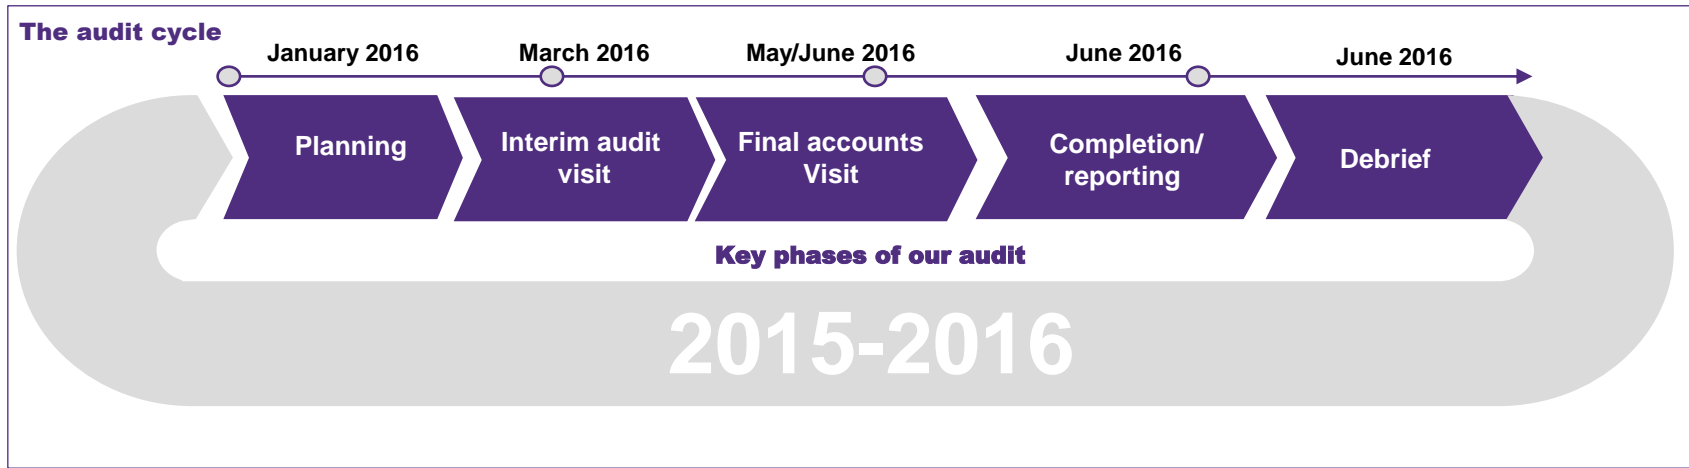 The audit cycle
January 2016
March 2016
May/June 2016
June 2016
June 2016
Planning
Interim audit
visit
Final accounts
Visit
Completion/
reporting
Debrief
Key phases of our audit
2015-2016